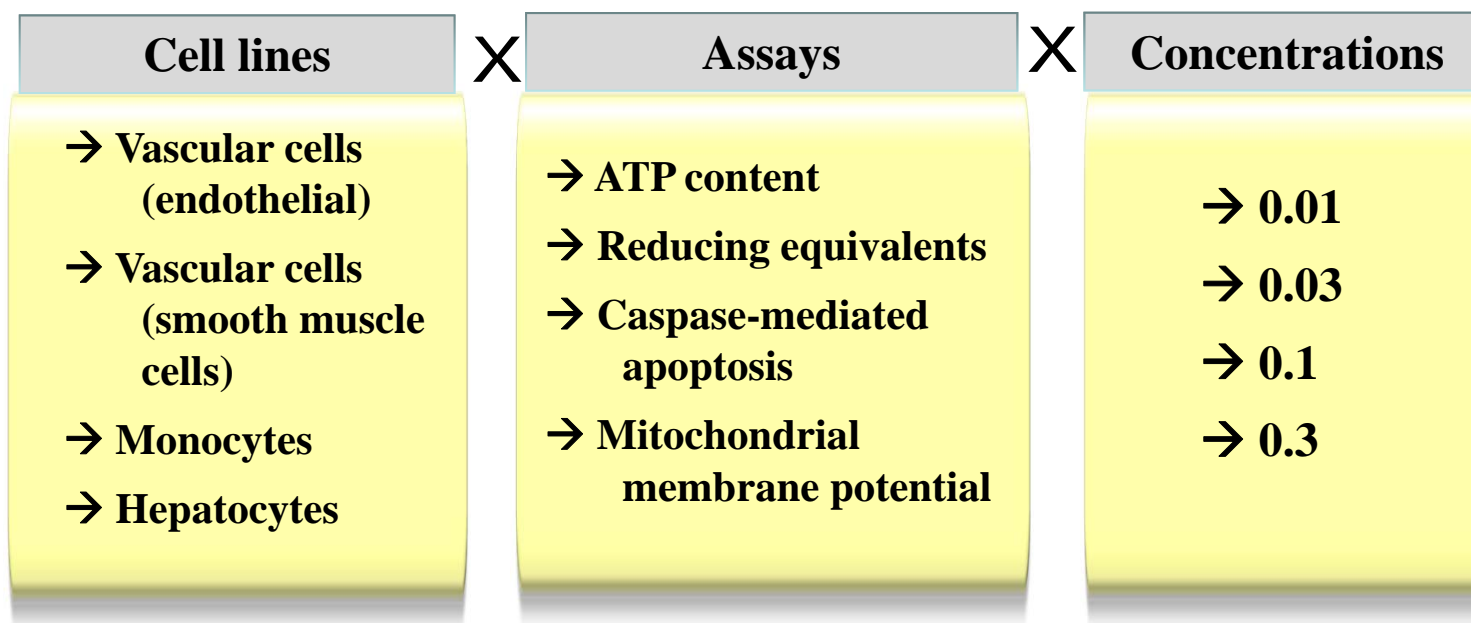 Cell lines
X
Assays
X
Concentrations
→ Vascular cells
(endothelial)
→ Vascular cells
(smooth muscle
cells)
→ Monocytes
→ Hepatocytes
→ ATP content
→ Reducing equivalents
→ Caspase-mediated
apoptosis
→ Mitochondrial
membrane potential
→ 0.01
→ 0.03
→ 0.1
→ 0.3